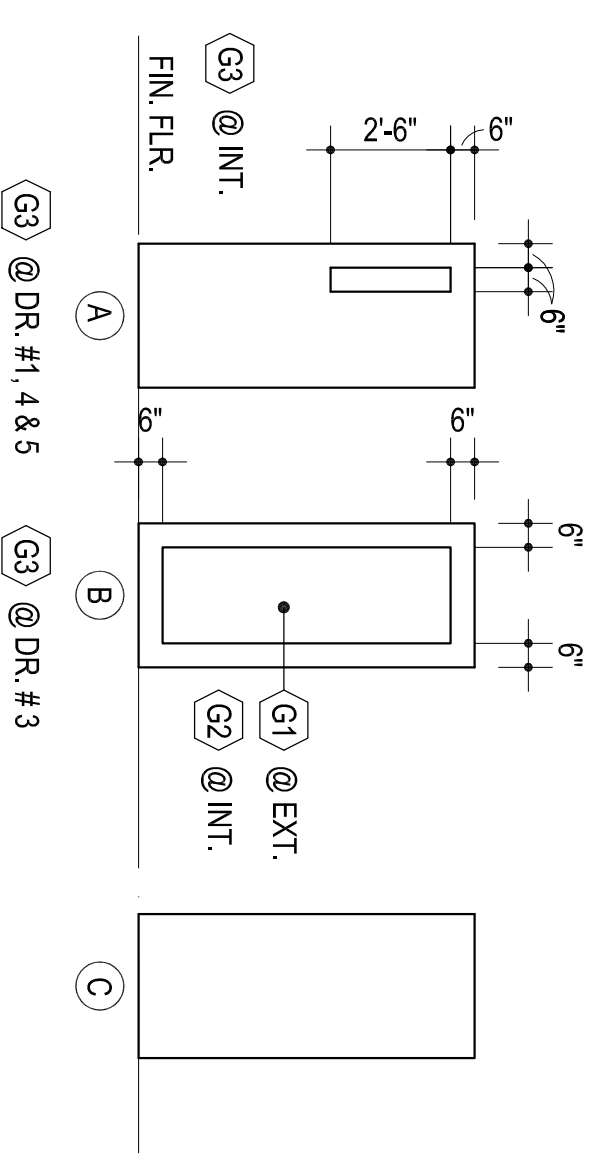 6"
6"
6"
6"
2'-6"
6"
6"
G3 @ INT.
G1 @ EXT.
G2 @ INT.
FIN. FLR.
A
B
C
G3 @ DR. #1, 4 & 5
G3 @ DR. # 3